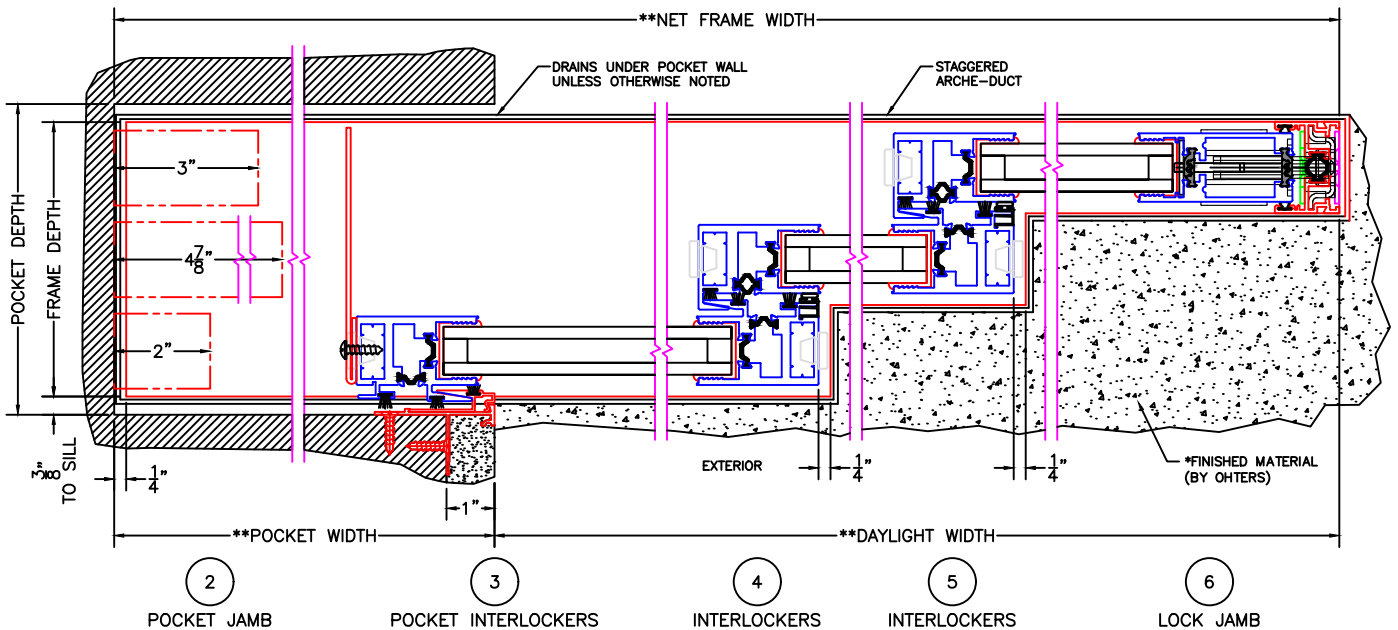 **NET FRAME WIDTH
DRAINS UNDER POCKET WALL
UNLESS OTHERWISE NOTED
STAGGERED
ARCHE-DUCT
POCKET DEPTH
FRAME DEPTH
3"
4 7/8"
2"
TO SILL
1/4"
1"
EXTERIOR
1/4"
1/4"
*FINISHED MATERIAL
(BY OHTERS)
**POCKET WIDTH
**DAYLIGHT WIDTH
2
POCKET JAMB
3
POCKET INTERLOCKERS
4
INTERLOCKERS
5
INTERLOCKERS
6
LOCK JAMB